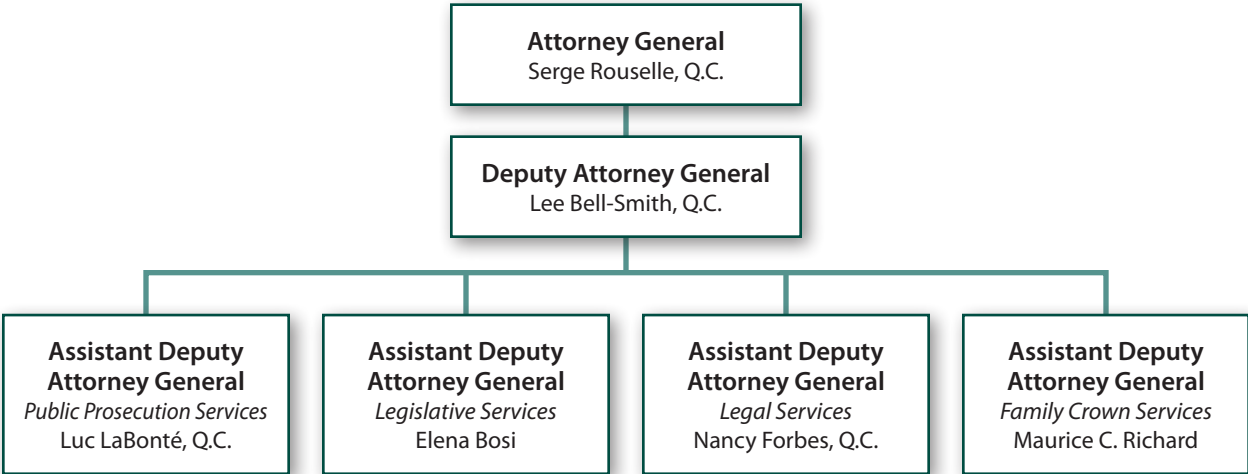 Attorney General
Serge Rouselle, Q.C.
Deputy Attorney General
Lee Bell-Smith, Q.C.
Assistant Deputy
Attorney General
Public Prosecution Services
Luc LaBonté, Q.C.
Assistant Deputy
Attorney General
Legislative Services
Elena Bosi
Assistant Deputy
Attorney General
Legal Services
Nancy Forbes, Q.C.
Assistant Deputy
Attorney General
Family Crown Services
Maurice C. Richard